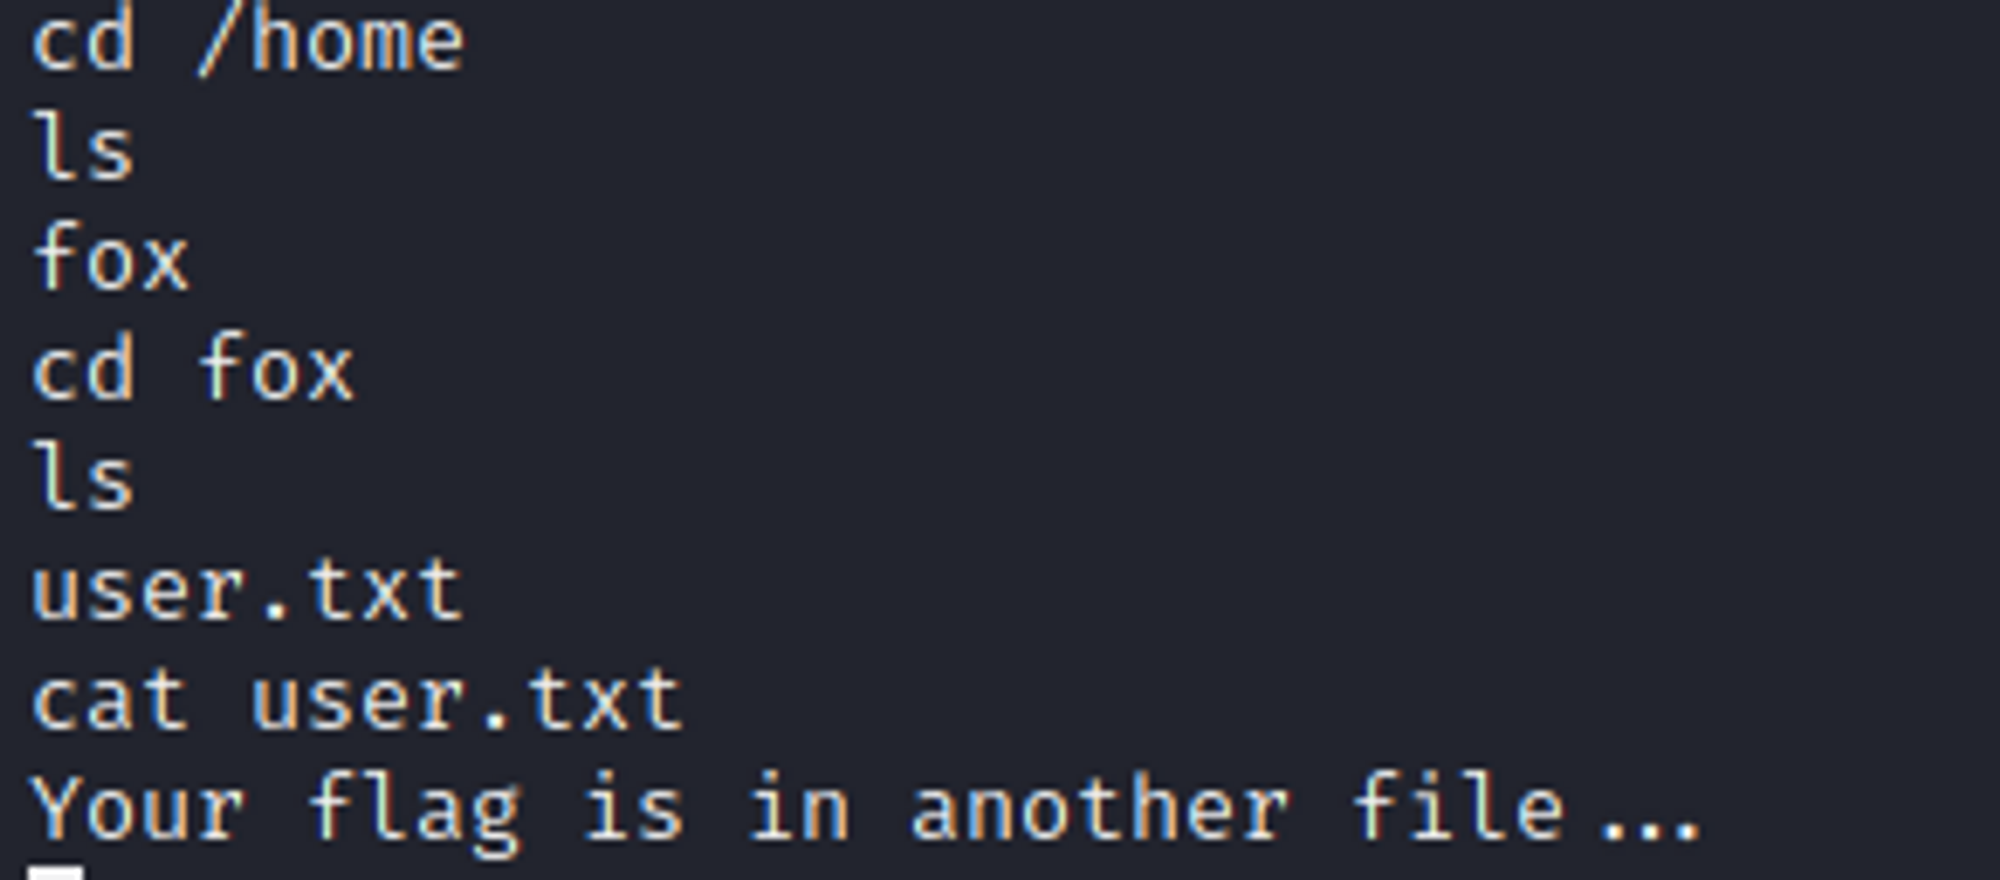 cd /home
ls
fox
cd fox
ls
user.txt
cat user.txt
Your flag is in another file...